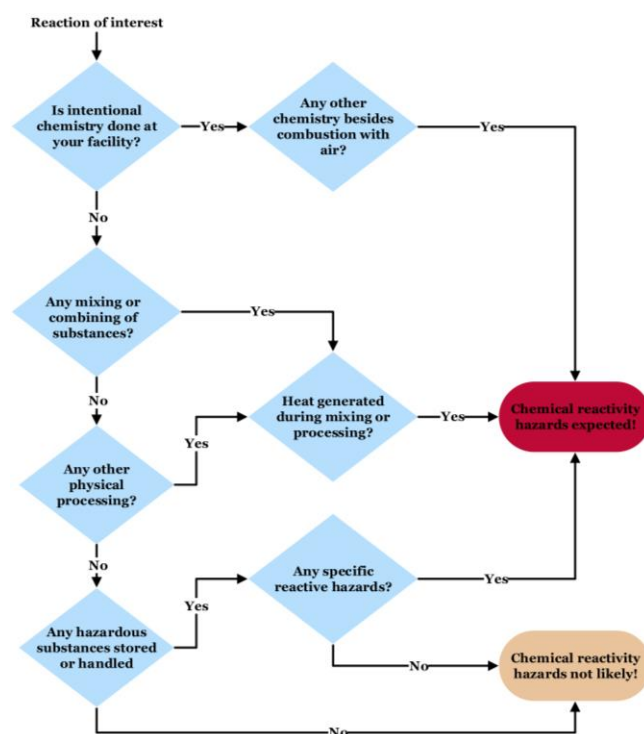 Reaction of interest
Is intentional
chemistry done at
your facility?
Yes
Any other
chemistry besides
combustion with
air?
Yes
No
Any mixing or
combining of
substances?
Yes
No
Heat generated
during mixing or
processing?
Yes
Chemical reactivity
hazards expected!
Any other
physical
processing?
Yes
No
Any specific
reactive hazards?
Yes
Any hazardous
substances stored
or handled
Yes
No
Chemical reactivity
hazards not likely!
No